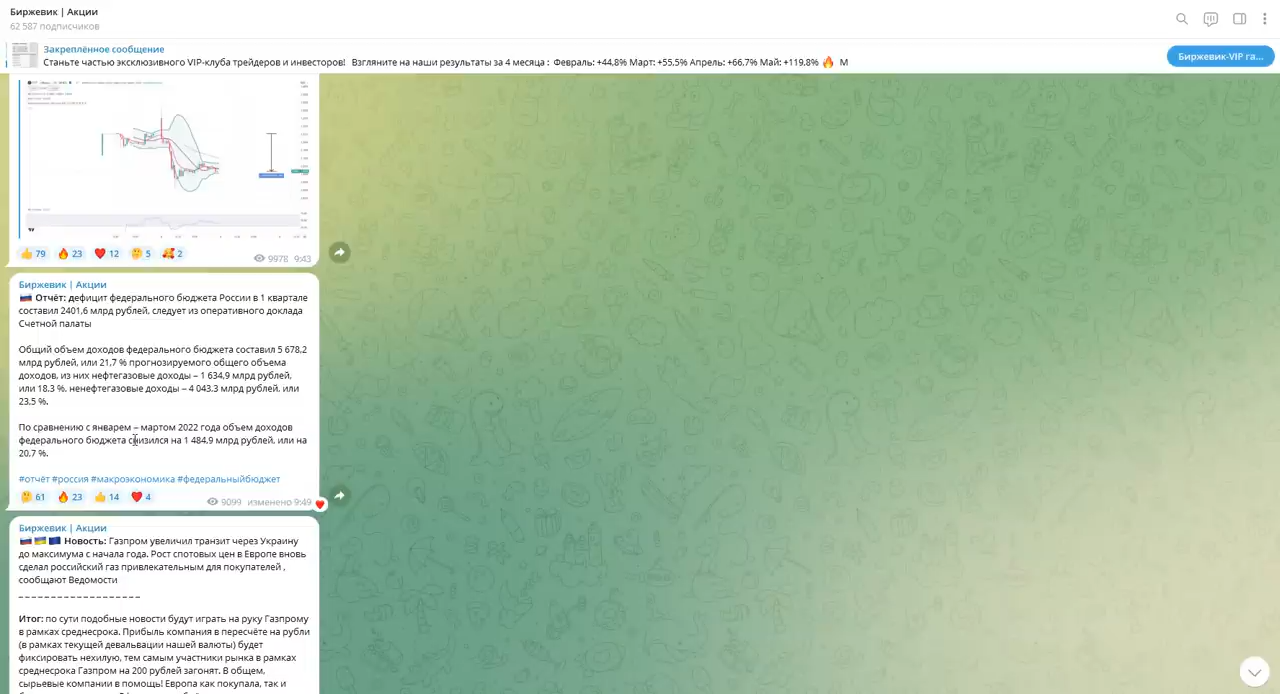 Биржевик | Акции
62 587 подписчиков
Закреплённое сообщение
Станьте частью эксклюзивного VIP-клуба трейдеров и инвесторов! Взгляните на наши результаты за 4 месяца : Февраль: +44,8% Март: +55,5% Апрель: +66,7% Май: +119,8% 🔥 М
Биржевик-VIP га...
👍 79 🔥 23 ❤️ 12 🤔 5 🥰 2
9978 9:43
Биржевик | Акции
🇷🇺 Отчёт: дефицит федерального бюджета России в 1 квартале
составил 2401,6 млрд рублей, следует из оперативного доклада
Счетной палаты
Общий объем доходов федерального бюджета составил 5 678,2
млрд рублей, или 21,7 % прогнозируемого общего объема
доходов, из них нефтегазовые доходы – 1 634,9 млрд рублей,
или 18,3 %, ненефтегазовые доходы – 4 043,3 млрд рублей, или
23,5 %.
По сравнению с январем – мартом 2022 года объем доходов
федерального бюджета снизился на 1 484,9 млрд рублей, или на
20,7 %.
#отчёт #россия #макроэкономика #федеральныйбюджет
🤔 61 🔥 23 👍 14 ❤️ 4
9099 изменено 9:49
Биржевик | Акции
🇷🇺 🇺🇦 🇪🇺 Новость: Газпром увеличил транзит через Украину
до максимума с начала года. Рост спотовых цен в Европе вновь
сделал российский газ привлекательным для покупателей ,
сообщают Ведомости
_ _ _ _ _ _ _ _ _ _ _ _ _ _ _ _ _ _ _
Итог: по сути подобные новости будут играть на руку Газпрому
в рамках среднесрока. Прибыль компания в пересчёте на рубли
(в рамках текущей девальвации нашей валюты) будет
фиксировать нехилую, тем самым участники рынка в рамках
среднесрока Газпром на 200 рублей загонят. В общем,
сырьевые компании в помощь! Европа как покупала, так и